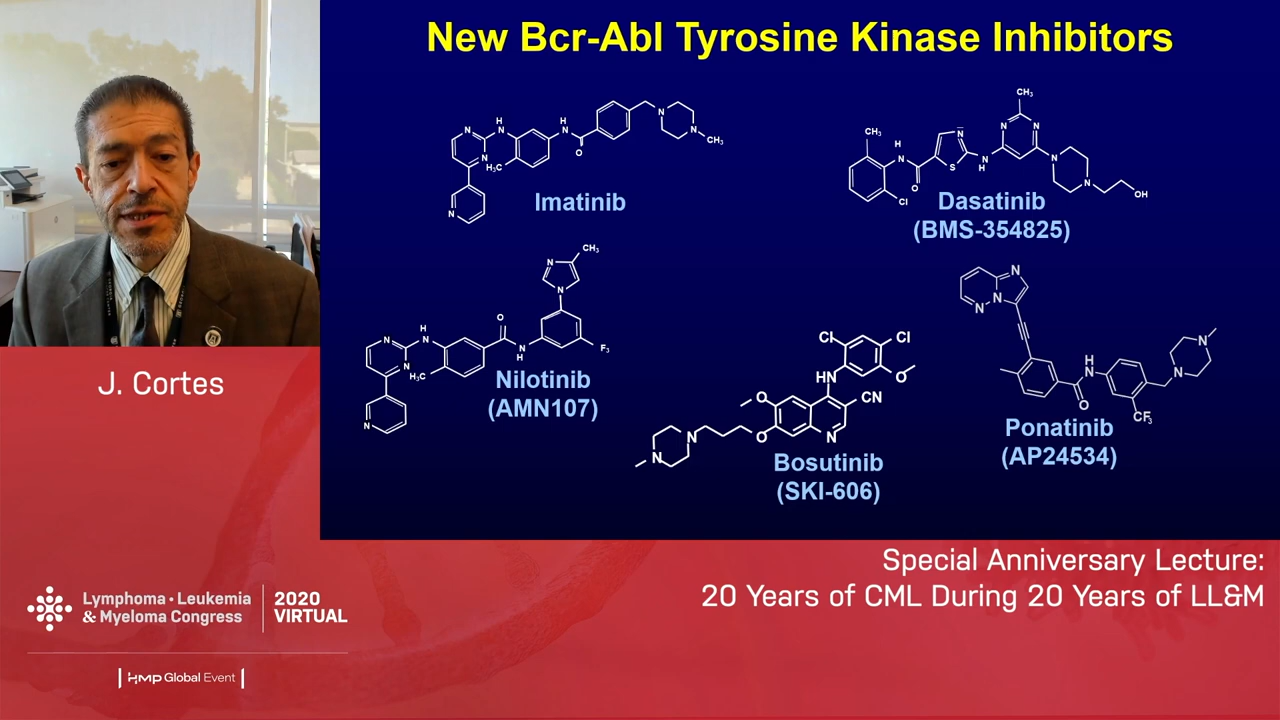 New Bcr-Abl Tyrosine Kinase Inhibitors
Imatinib
Dasatinib
(BMS-354825)
Nilotinib
(AMN107)
Bosutinib
(SKI-606)
Ponatinib
(AP24534)
J. Cortes
Special Anniversary Lecture:
20 Years of CML During 20 Years of LL&M
Lymphoma • Leukemia
& Myeloma Congress
2020
VIRTUAL
HMP Global Event